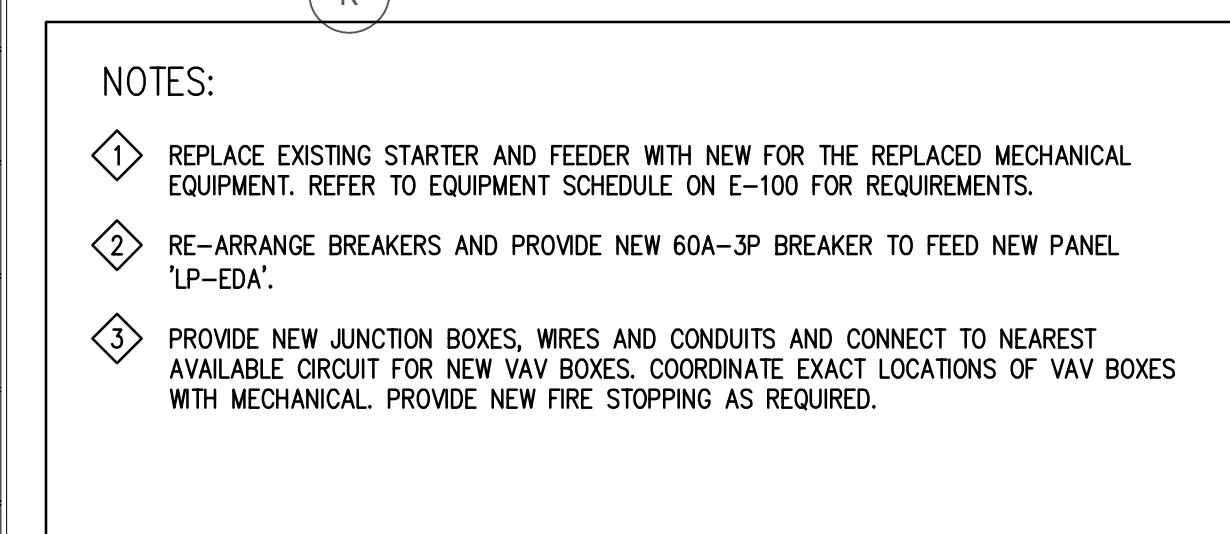 NOTES:
1 REPLACE EXISTING STARTER AND FEEDER WITH NEW FOR THE REPLACED MECHANICAL
EQUIPMENT. REFER TO EQUIPMENT SCHEDULE ON E-100 FOR REQUIREMENTS.
2 RE-ARRANGE BREAKERS AND PROVIDE NEW 60A-3P BREAKER TO FEED NEW PANEL
'LP-EDA'.
3 PROVIDE NEW JUNCTION BOXES, WIRES AND CONDUITS AND CONNECT TO NEAREST
AVAILABLE CIRCUIT FOR NEW VAV BOXES. COORDINATE EXACT LOCATIONS OF VAV BOXES
WITH MECHANICAL. PROVIDE NEW FIRE STOPPING AS REQUIRED.